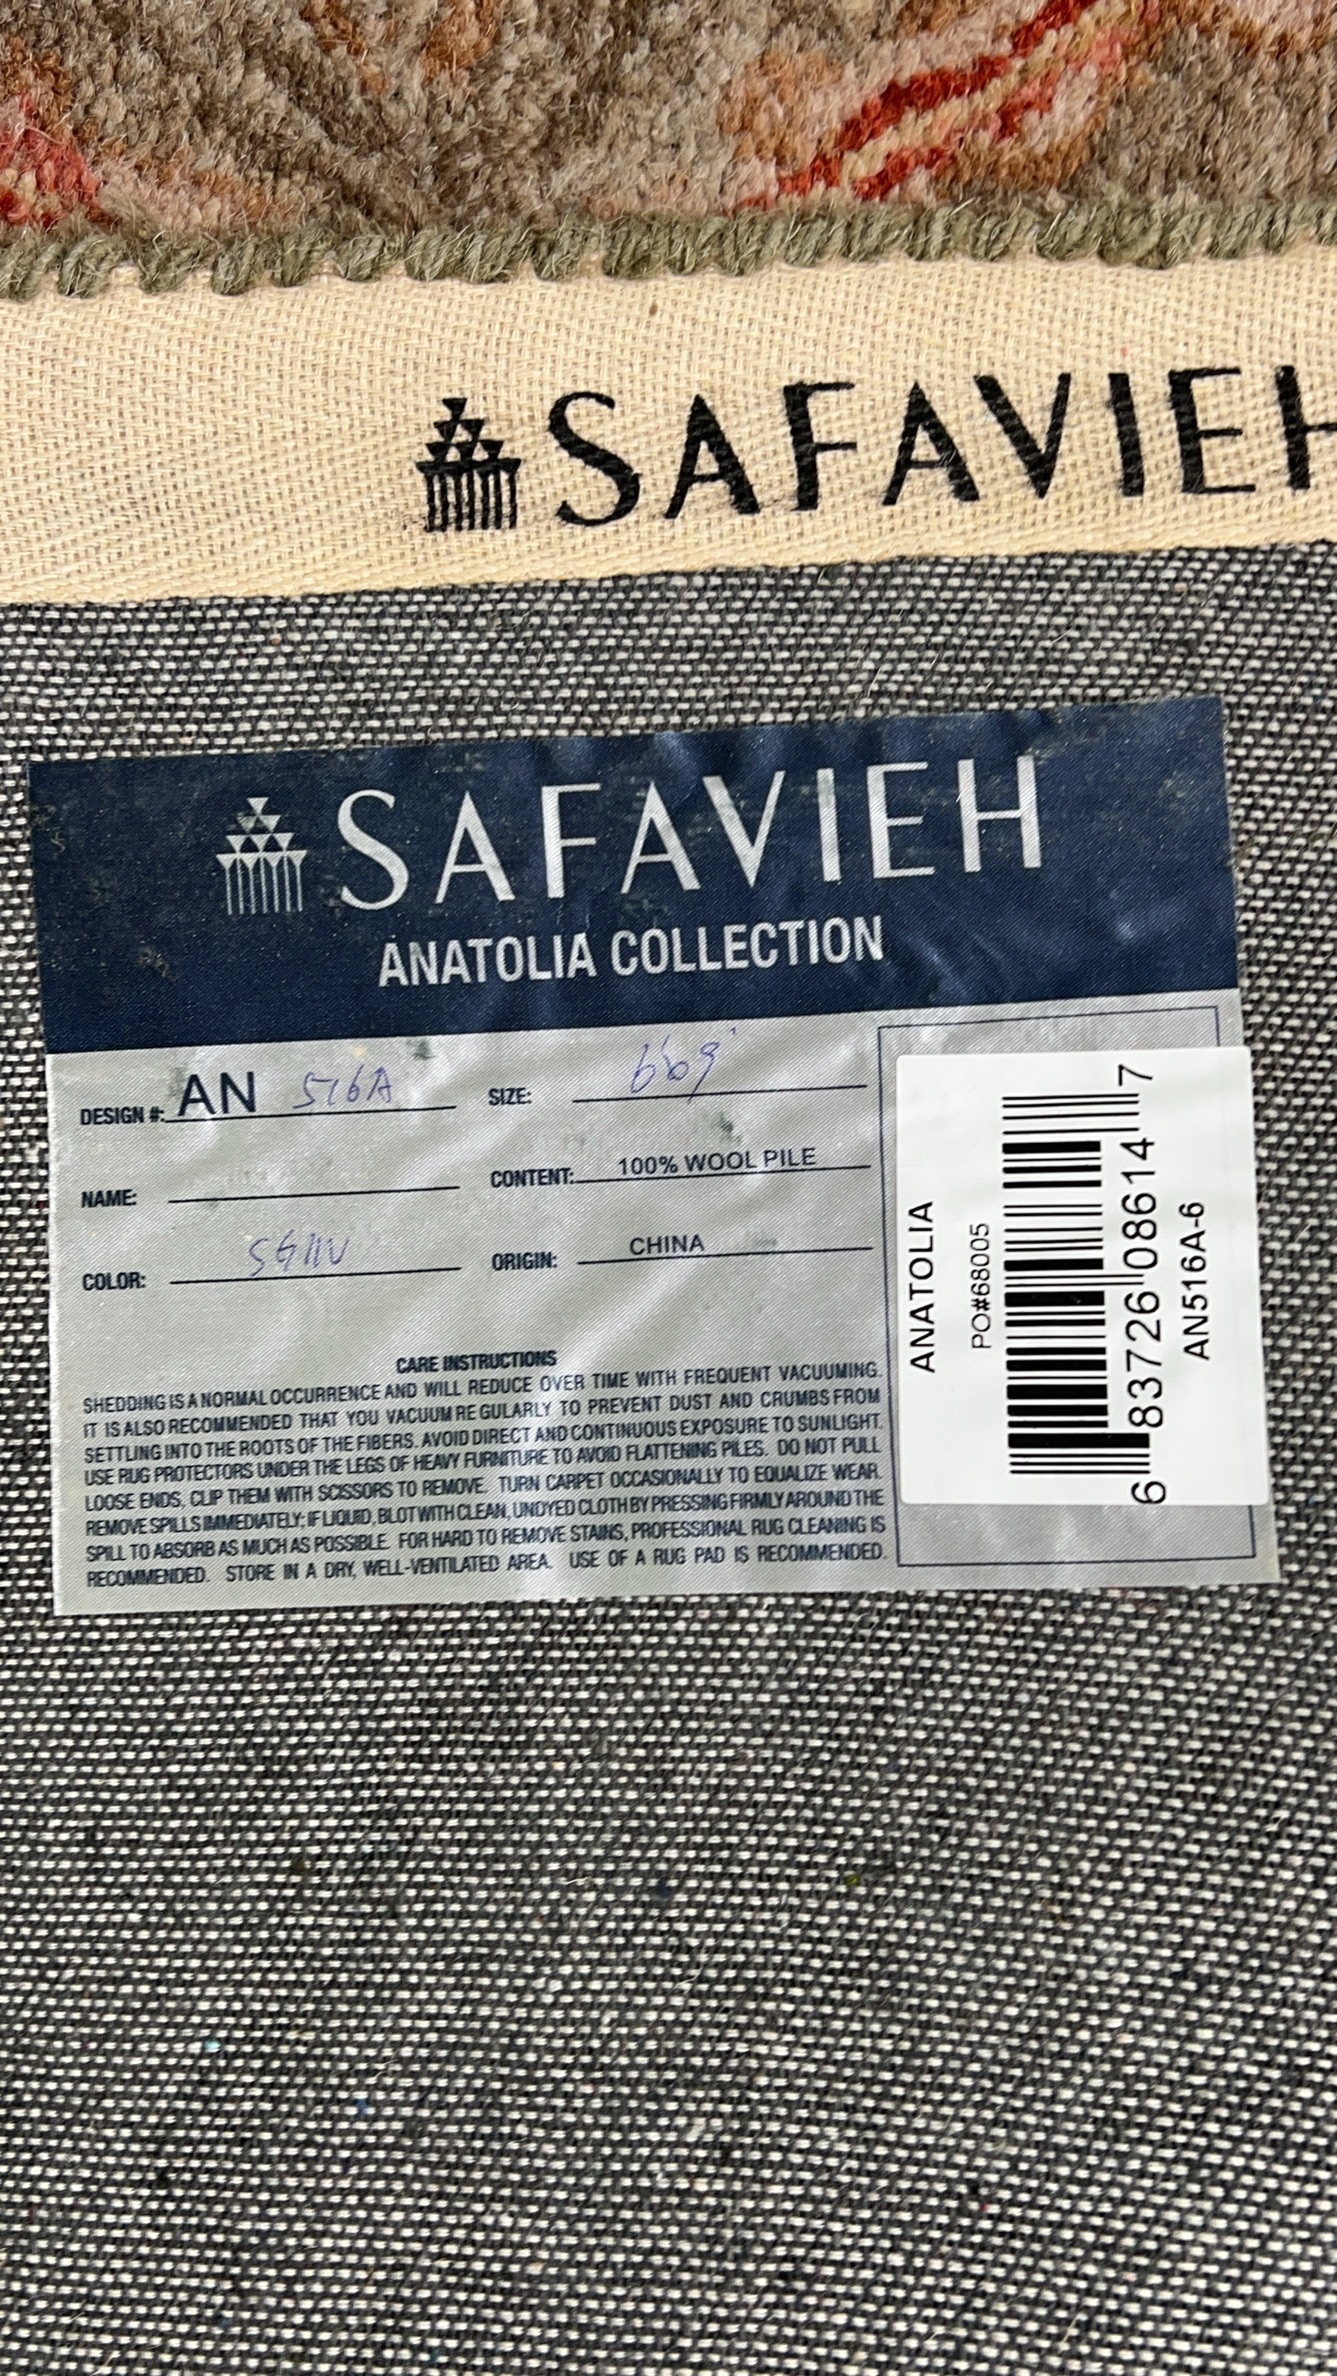 SAFAVIEH
SAFAVIEH
ANATOLIA COLLECTION
DESIGN #: AN 516A
SIZE: 6'6 9'
NAME:
CONTENT: 100% WOOL PILE
COLOR:
ORIGIN: CHINA
CARE INSTRUCTIONS
SHEDDING IS A NORMAL OCCURRENCE AND WILL REDUCE OVER TIME WITH FREQUENT VACUUMING.
IT IS ALSO RECOMMENDED THAT YOU VACUUM REGULARLY TO PREVENT DUST AND CRUMBS FROM
SETTLING INTO THE ROOTS OF THE FIBERS. AVOID DIRECT AND CONTINUOUS EXPOSURE TO SUNLIGHT.
USE RUG PROTECTORS UNDER THE LEGS OF HEAVY FURNITURE TO AVOID FLATTENING PILES. DO NOT PULL
LOOSE ENDS, CLIP THEM WITH SCISSORS TO REMOVE. TURN CARPET OCCASIONALLY TO EQUALIZE WEAR.
REMOVE SPILLS IMMEDIATELY; IF LIQUID, BLOT WITH CLEAN, UNDYED CLOTH BY PRESSING FIRMLY AROUND THE
SPILL TO ABSORB AS MUCH AS POSSIBLE. FOR HARD TO REMOVE STAINS, PROFESSIONAL RUG CLEANING IS
RECOMMENDED. STORE IN A DRY, WELL-VENTILATED AREA. USE OF A RUG PAD IS RECOMMENDED.
ANATOLIA
PO#68005
6 83726 08614 7
AN516A-6